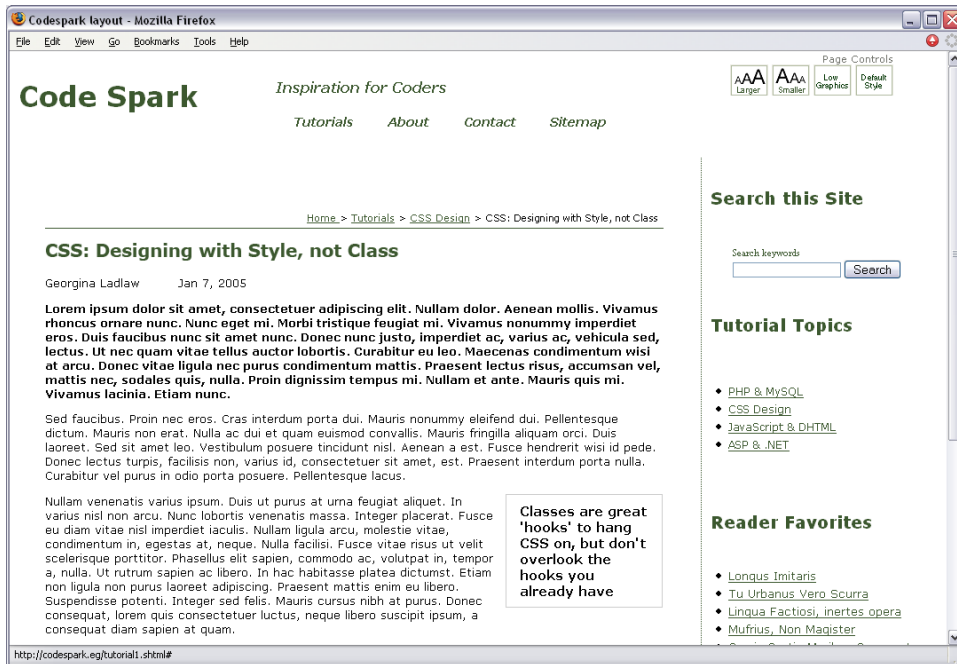 Codespark layout - Mozilla Firefox
File Edit View Go Bookmarks Tools Help
Page Controls
AAA Larger
AAA Smaller
Low Graphics
Default Style
Code Spark
Inspiration for Coders
Tutorials About Contact Sitemap
Home > Tutorials > CSS Design > CSS: Designing with Style, not Class
CSS: Designing with Style, not Class
Georgina Ladlaw Jan 7, 2005
Lorem ipsum dolor sit amet, consectetuer adipiscing elit. Nullam dolor. Aenean mollis. Vivamus
rhoncus ornare nunc. Nunc eget mi. Morbi tristique feugiat mi. Vivamus nonummy imperdiet
eros. Duis faucibus nunc sit amet nunc. Donec nunc justo, imperdiet ac, varius ac, vehicula sed,
lectus. Ut nec quam vitae tellus auctor lobortis. Curabitur eu leo. Maecenas condimentum wisi
at arcu. Donec vitae ligula nec purus condimentum mattis. Praesent lectus risus, accumsan vel,
mattis nec, sodales quis, nulla. Proin dignissim tempus mi. Nullam et ante. Mauris quis mi.
Vivamus lacinia. Etiam nunc.
Sed faucibus. Proin nec eros. Cras interdum porta dui. Mauris nonummy eleifend dui. Pellentesque
dictum. Mauris non erat. Nulla ac dui et quam euismod convallis. Mauris fringilla aliquam orci. Duis
laoreet. Sed sit amet leo. Vestibulum posuere tincidunt nisl. Aenean a est. Fusce hendrerit wisi id pede.
Donec lectus turpis, facilisis non, varius id, consectetuer sit amet, est. Praesent interdum porta nulla.
Curabitur vel purus in odio porta posuere. Pellentesque lacus.
Nullam venenatis varius ipsum. Duis ut purus at urna feugiat aliquet. In
varius nisl non arcu. Nunc lobortis venenatis massa. Integer placerat. Fusce
eu diam vitae nisl imperdiet iaculis. Nullam ligula arcu, molestie vitae,
condimentum in, egestas at, neque. Nulla facilisi. Fusce vitae risus ut velit
scelerisque porttitor. Phasellus elit sapien, commodo ac, volutpat in, tempor
a, nulla. Ut rutrum sapien ac libero. In hac habitasse platea dictumst. Etiam
non ligula non purus laoreet adipiscing. Praesent mattis enim eu libero.
Suspendisse potenti. Integer sed felis. Mauris cursus nibh at purus. Donec
consequat, lorem quis consectetuer luctus, neque libero suscipit ipsum, a
consequat diam sapien at quam.
Classes are great
'hooks' to hang
CSS on, but don't
overlook the
hooks you
already have
Search this Site
Search keywords
Search
Tutorial Topics
PHP & MySQL
CSS Design
JavaScript & DHTML
ASP & .NET
Reader Favorites
Longus Imitaris
Tu Urbanus Vero Scurra
Lingua Factiosi, inertes opera
Mufrius, Non Magister
http://codespark.eg/tutorial1.shtml#